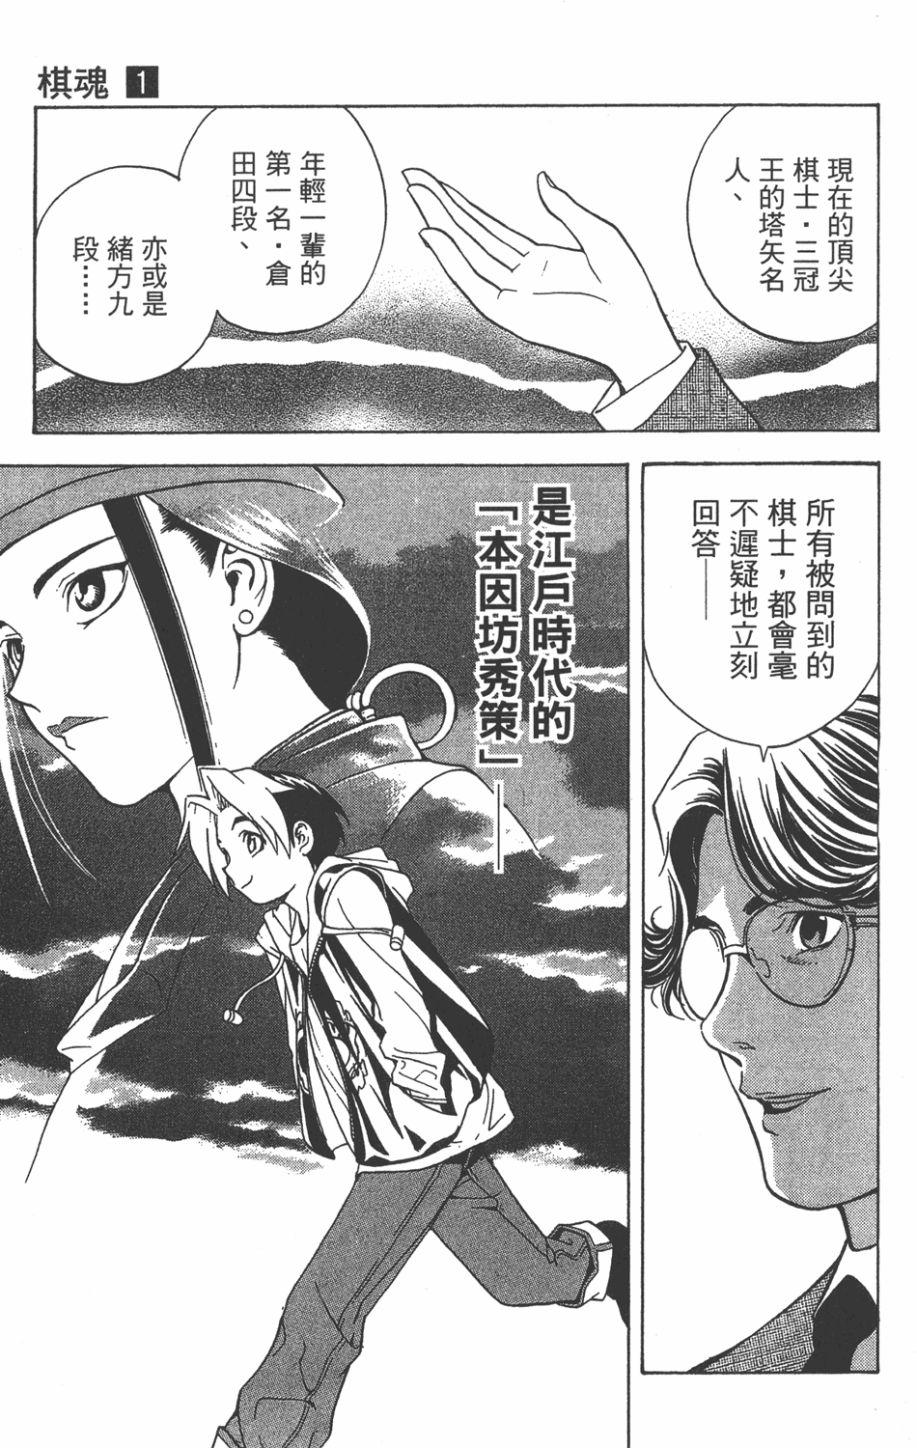 棋魂 1
現在的頂尖
棋士・三冠
王的塔矢名
人、
年輕一輩的
第一名・倉
田四段、
亦或是
緒方九
段……
所有被問到的
棋士，都會毫
不遲疑地立刻
回答——
是江戶時代的
「本因坊秀策」——